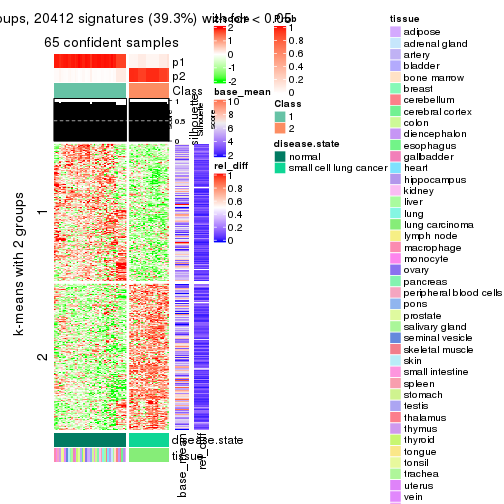 oups, 20412 signatures (39.3%) with fdr < 0.05
65 confident samples
p1
p2
Class
1
0.5
0
silhouette
score
k-means with 2 groups
1
2
disease.state
tissue
base_mean
rel_diff
z-score
2
1
0
-1
-2
base_mean
10
8
6
4
2
rel_diff
1
0.8
0.6
0.4
0.2
0
Prob
1
0.8
0.6
0.4
0.2
0
Class
1
2
disease.state
normal
small cell lung cancer
tissue
adipose
adrenal gland
artery
bladder
bone marrow
breast
cerebellum
cerebral cortex
colon
diencephalon
esophagus
gallbladder
heart
hippocampus
kidney
liver
lung
lung carcinoma
lymph node
macrophage
monocyte
ovary
pancreas
peripheral blood cells
pons
prostate
salivary gland
seminal vesicle
skeletal muscle
skin
small intestine
spleen
stomach
testis
thalamus
thymus
thyroid
tongue
tonsil
trachea
uterus
vein